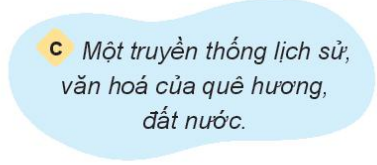 C Một truyền thống lịch sử,
văn hoá của quê hương,
đất nước.